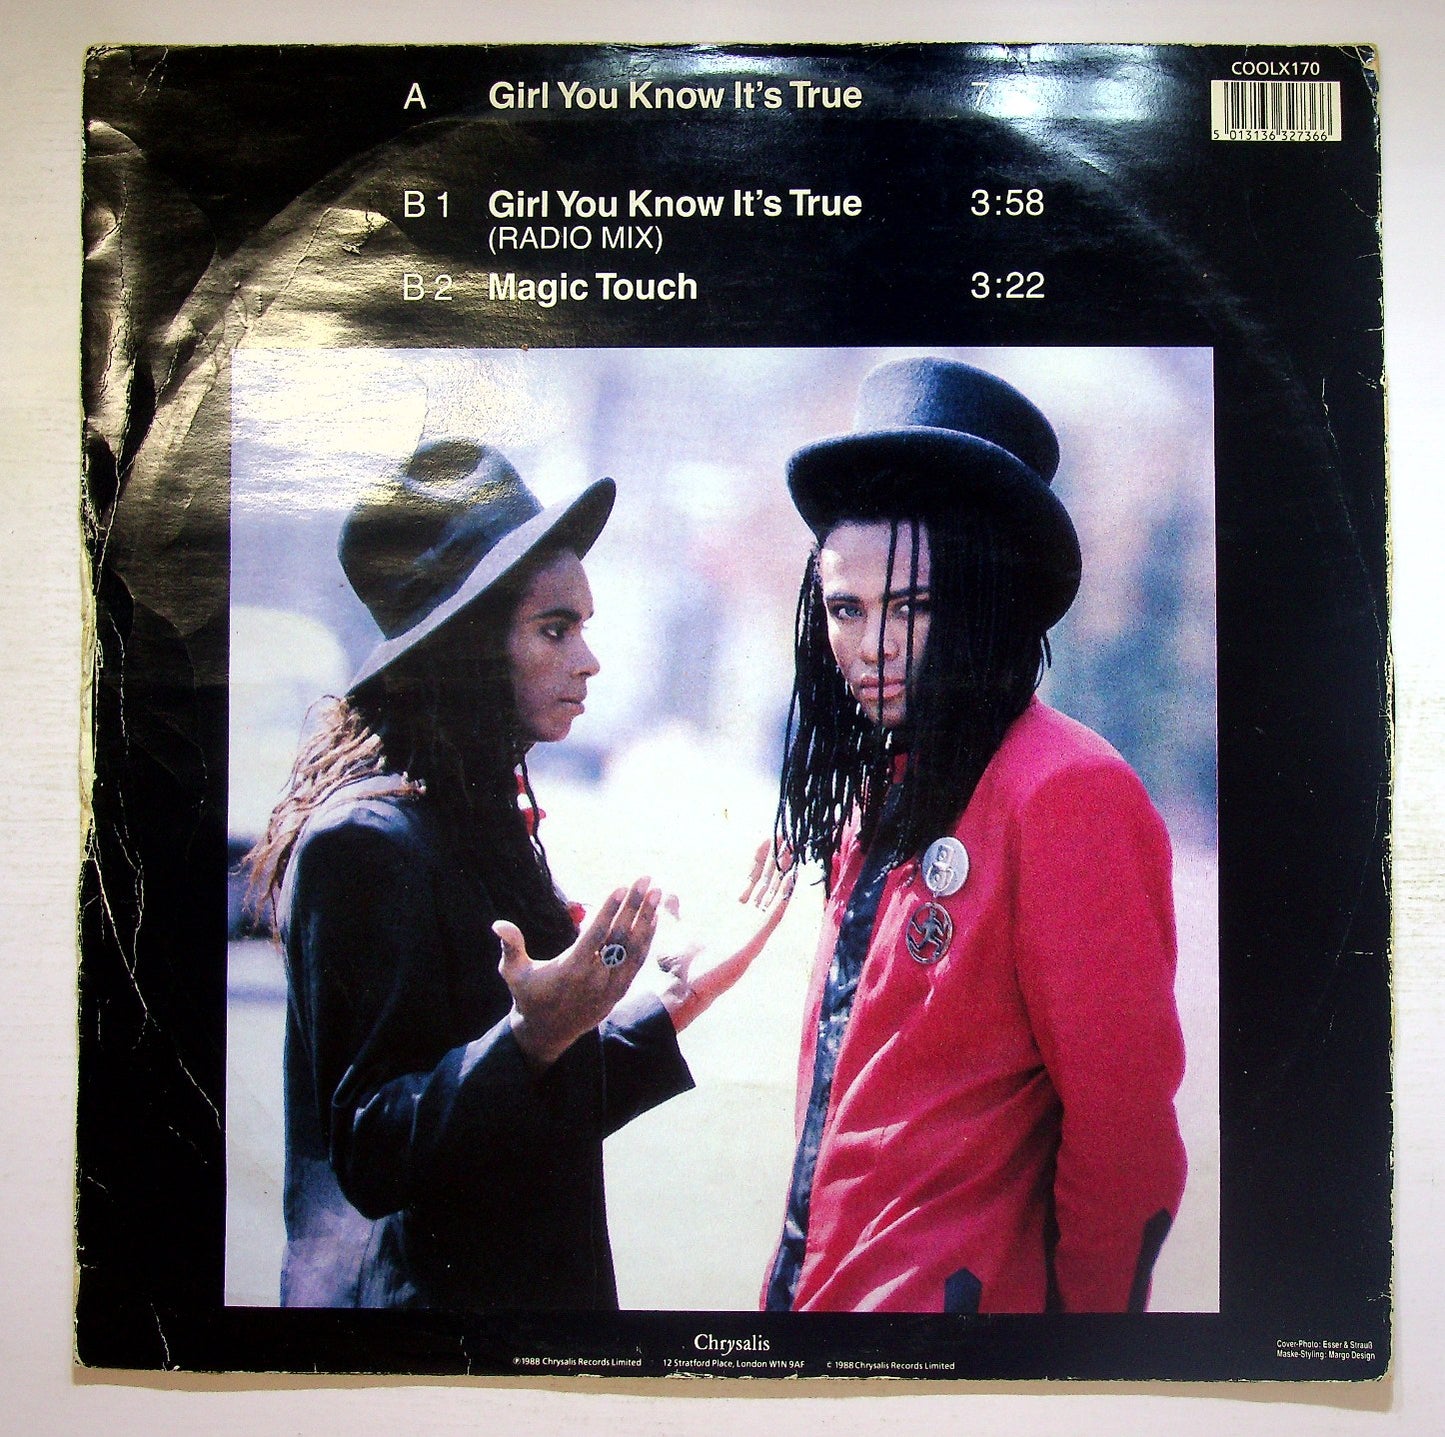 COOLX170
A Girl You Know It's True 7
5 013136 327366
B1 Girl You Know It's True 3:58
(RADIO MIX)
B2 Magic Touch 3:22
Chrysalis
℗1988 Chrysalis Records Limited 12 Stratford Place, London W1N 9AF © 1988 Chrysalis Records Limited
Cover-Photo: Esser & Strauß
Maske-Styling: Margo Design